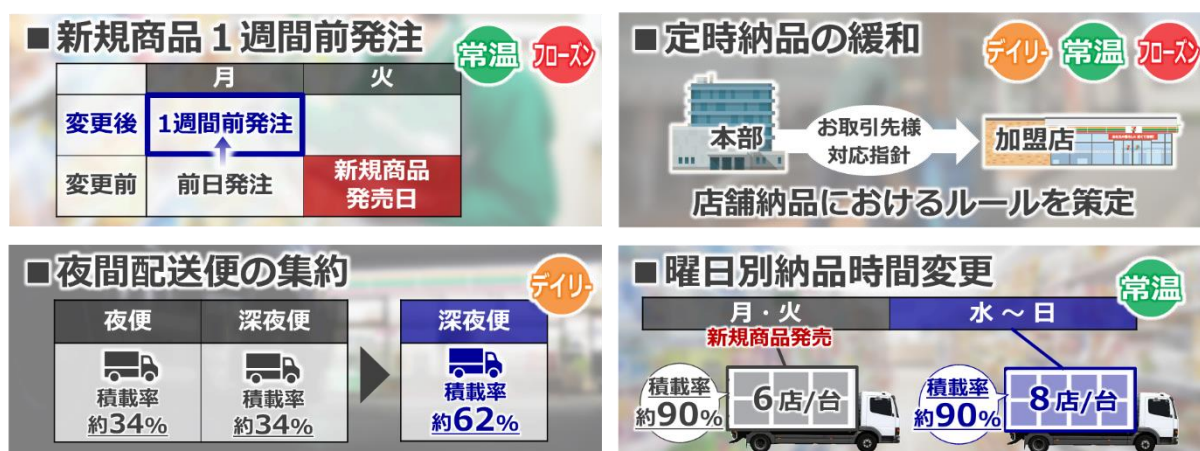 ■新規商品１週間前発注
常温
フローズン
月 火
変更後 1週間前発注
変更前 前日発注 新規商品
発売日
■定時納品の緩和
デイリー
常温
フローズン
本部
お取引先様
対応指針
加盟店
店舗納品におけるルールを策定
■夜間配送便の集約
デイリー
夜便 深夜便 深夜便
積載率 積載率 積載率
約34% 約34% 約62%
■曜日別納品時間変更
常温
月・火 水～日
新規商品発売
積載率
約90%
6店/台
積載率
約90%
8店/台